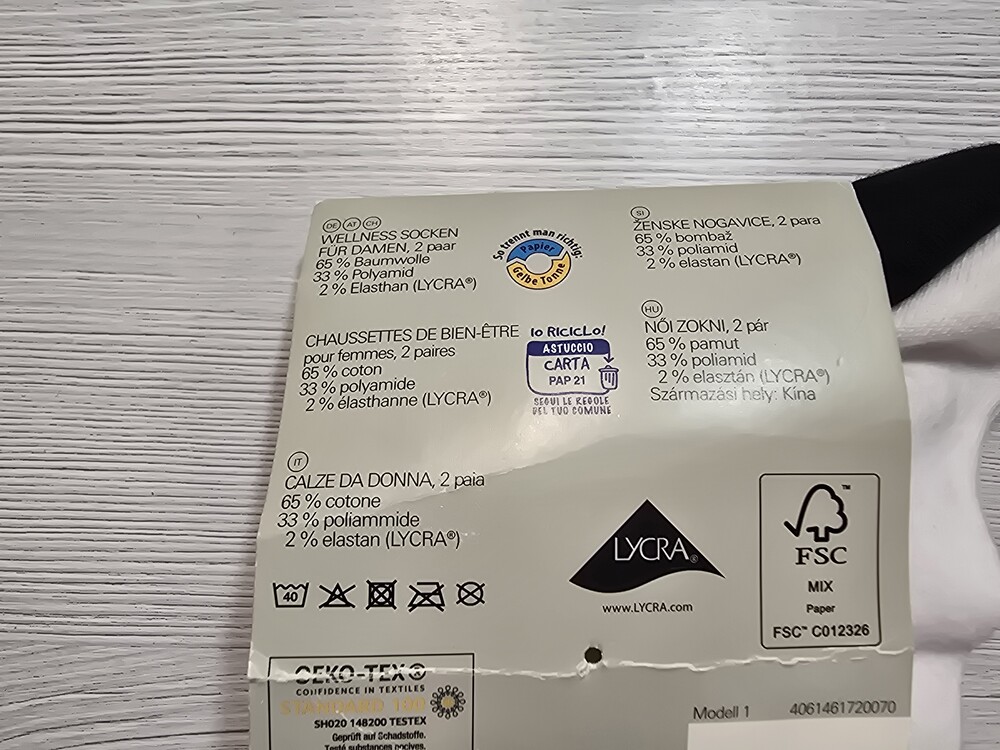 DE AT CH
WELLNESS SOCKEN
FÜR DAMEN, 2 paar
65 % Baumwolle
33 % Polyamid
2 % Elasthan (LYCRA®)
So trennt man richtig:
Papier
Gelbe Tonne
SI
ŽENSKE NOGAVICE, 2 para
65 % bombaž
33 % poliamid
2 % elastan (LYCRA®)
CHAUSSETTES DE BIEN-ÊTRE
pour femmes, 2 paires
65 % coton
33 % polyamide
2 % élasthanne (LYCRA®)
Io RICICLo!
ASTUCCIO
CARTA
PAP 21
SEGUI LE REGOLE
DEL TUO COMUNE
HU
NŐI ZOKNI, 2 pár
65 % pamut
33 % poliamid
2 % elasztán (LYCRA®)
Származási hely: Kína
IT
CALZE DA DONNA, 2 paia
65 % cotone
33 % poliammide
2 % elastan (LYCRA®)
40
LYCRA®
www.LYCRA.com
™
FSC
MIX
Paper
FSC™ C012326
OEKO-TEX®
CONFIDENCE IN TEXTILES
STANDARD 100
SH020 148200 TESTEX
Geprüft auf Schadstoffe.
Testé substances nocives.
Modell 1
4061461720070